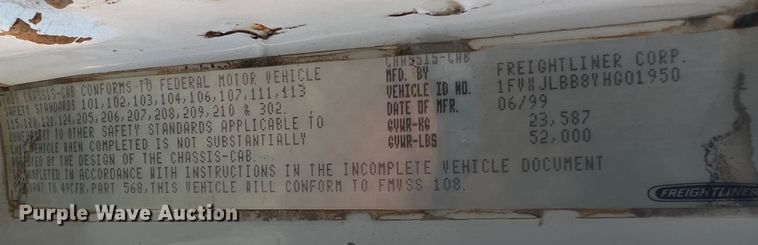 THIS CHASSIS-CAB CONFORMS TO FEDERAL MOTOR VEHICLE
SAFETY STANDARDS 101,102,103,104,106,107,111,113
115,120,121,124,205,206,207,208,209,210 & 302.
CONFORMITY TO OTHER SAFETY STANDARDS APPLICABLE TO
VEHICLE WHEN COMPLETED IS NOT SUBSTANTIALLY
BY THE DESIGN OF THE CHASSIS-CAB.
COMPLETED IN ACCORDANCE WITH INSTRUCTIONS IN THE INCOMPLETE VEHICLE DOCUMENT
49CFR,PART 568,THIS VEHICLE WILL CONFORM TO FMVSS 108.
CHASSIS-CAB
MFD. BY FREIGHTLINER CORP.
VEHICLE ID NO. 1FVXJLBB8YHG01950
DATE OF MFR. 06/99
GVWR-KG 23,587
GVWR-LBS 52,000
FREIGHTLINER
Purple Wave Auction